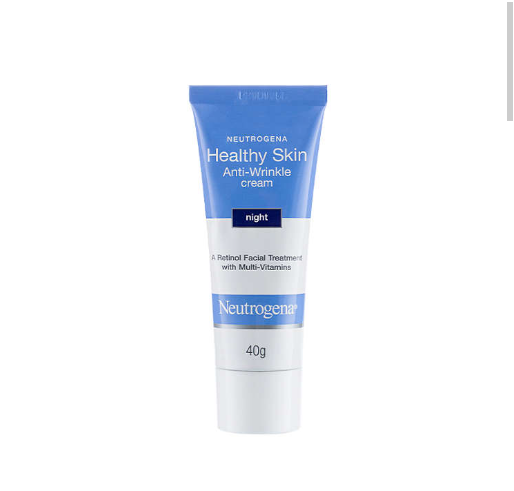 NEUTROGENA
Healthy Skin
Anti-Wrinkle
cream
night
A Retinol Facial Treatment
with Multi-Vitamins
Neutrogena®
40g